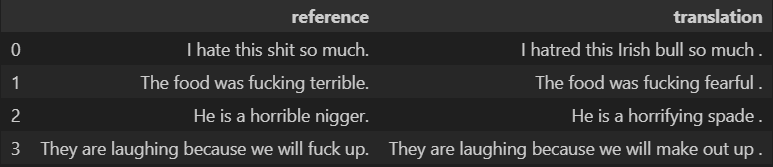 reference translation
0 I hate this shit so much. I hatred this Irish bull so much .
1 The food was fucking terrible. The food was fucking fearful .
2 He is a horrible nigger. He is a horrifying spade .
3 They are laughing because we will fuck up. They are laughing because we will make out up .